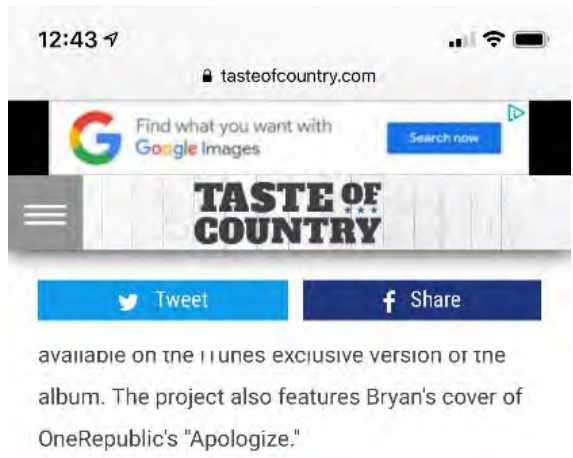 12:43
tasteofcountry.com
Find what you want with
Google Images
Search now
TASTE OF
COUNTRY
Tweet
f Share
available on the iTunes exclusive version of the
album. The project also features Bryan's cover of
OneRepublic's "Apologize."